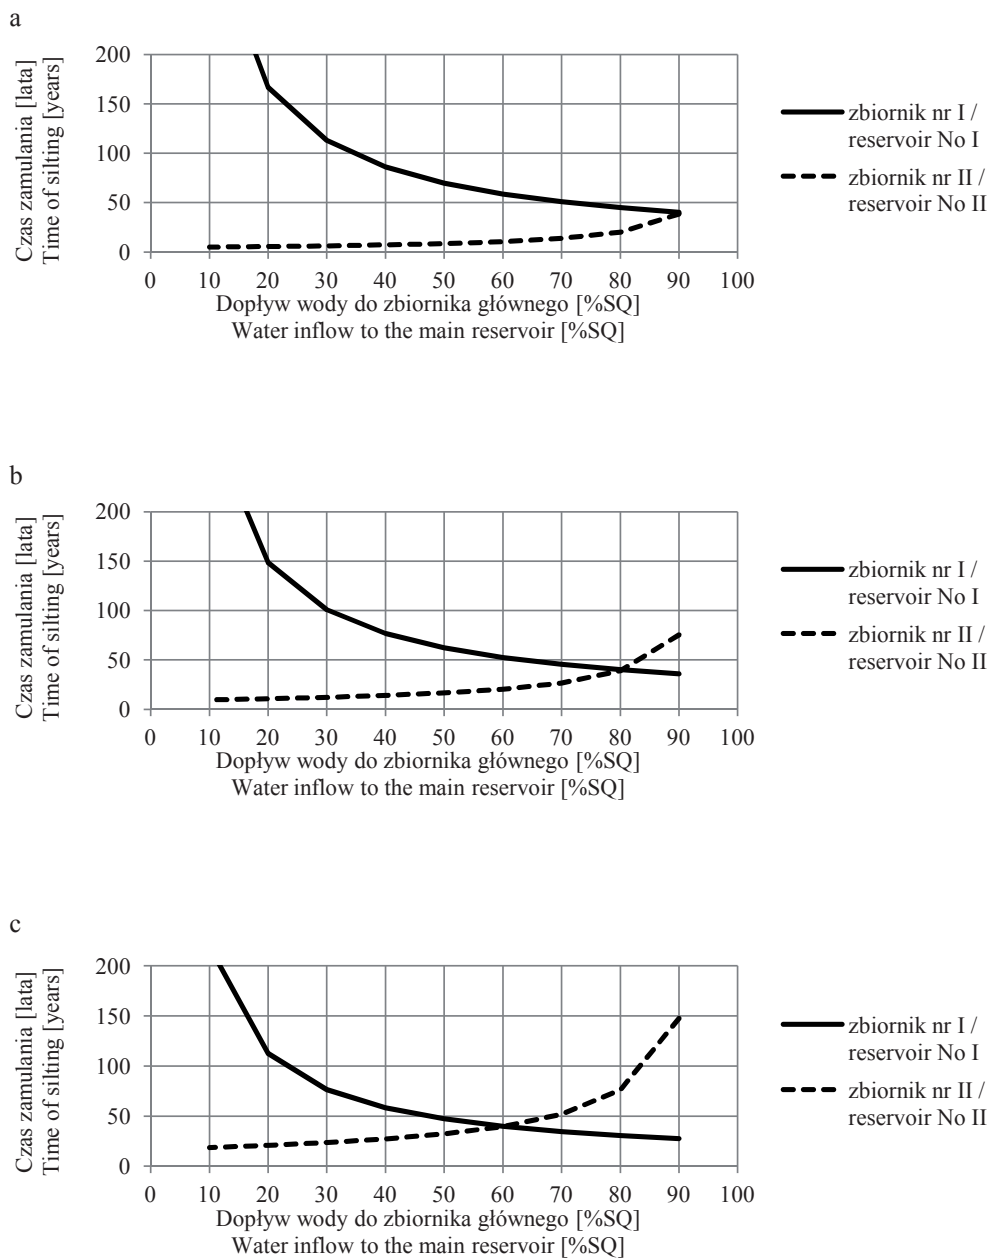 a
Czas zamulania [lata]
Time of silting [years]
200
150
100
50
0
0 10 20 30 40 50 60 70 80 90 100
Dopływ wody do zbiornika głównego [%SQ]
Water inflow to the main reservoir [%SQ]
zbiornik nr I /
reservoir No I
zbiornik nr II /
reservoir No II
b
Czas zamulania [lata]
Time of silting [years]
200
150
100
50
0
0 10 20 30 40 50 60 70 80 90 100
Dopływ wody do zbiornika głównego [%SQ]
Water inflow to the main reservoir [%SQ]
zbiornik nr I /
reservoir No I
zbiornik nr II /
reservoir No II
c
Czas zamulania [lata]
Time of silting [years]
200
150
100
50
0
0 10 20 30 40 50 60 70 80 90 100
Dopływ wody do zbiornika głównego [%SQ]
Water inflow to the main reservoir [%SQ]
zbiornik nr I /
reservoir No I
zbiornik nr II /
reservoir No II